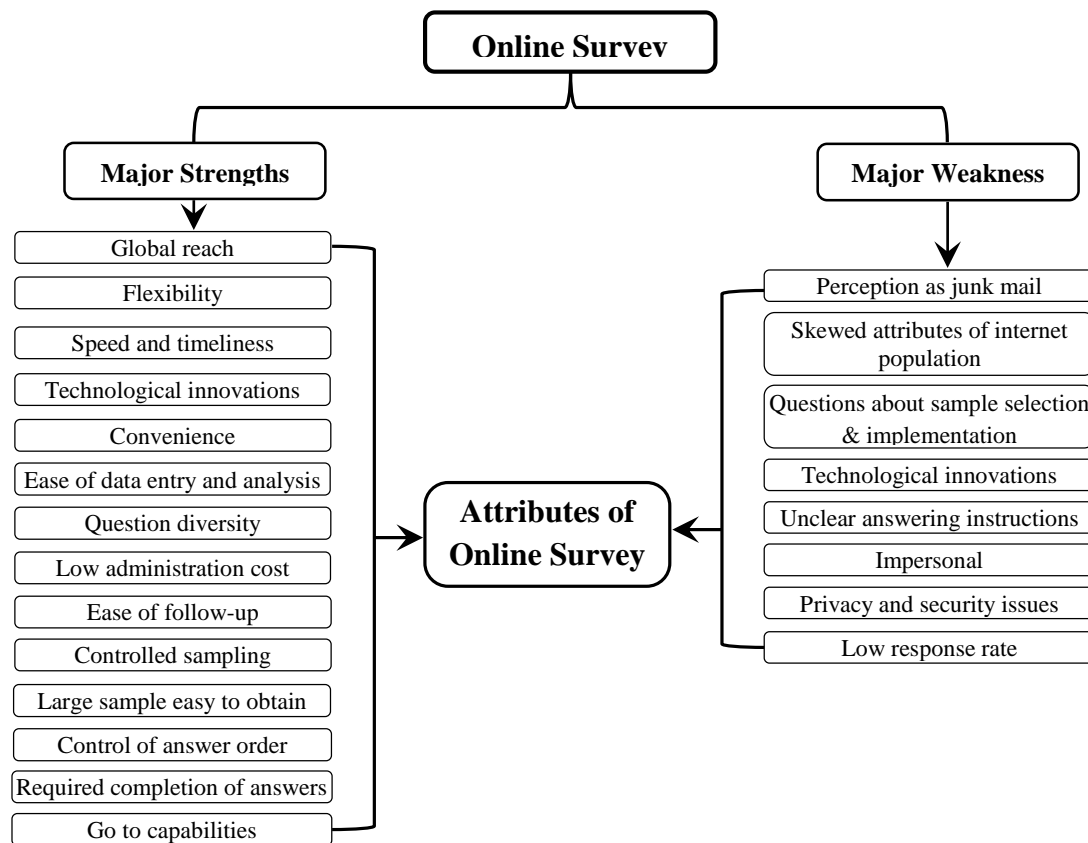 Online Survey
Major Strengths
Global reach
Flexibility
Speed and timeliness
Technological innovations
Convenience
Ease of data entry and analysis
Question diversity
Low administration cost
Ease of follow-up
Controlled sampling
Large sample easy to obtain
Control of answer order
Required completion of answers
Go to capabilities
Attributes of
Online Survey
Major Weakness
Perception as junk mail
Skewed attributes of internet
population
Questions about sample selection
& implementation
Technological innovations
Unclear answering instructions
Impersonal
Privacy and security issues
Low response rate